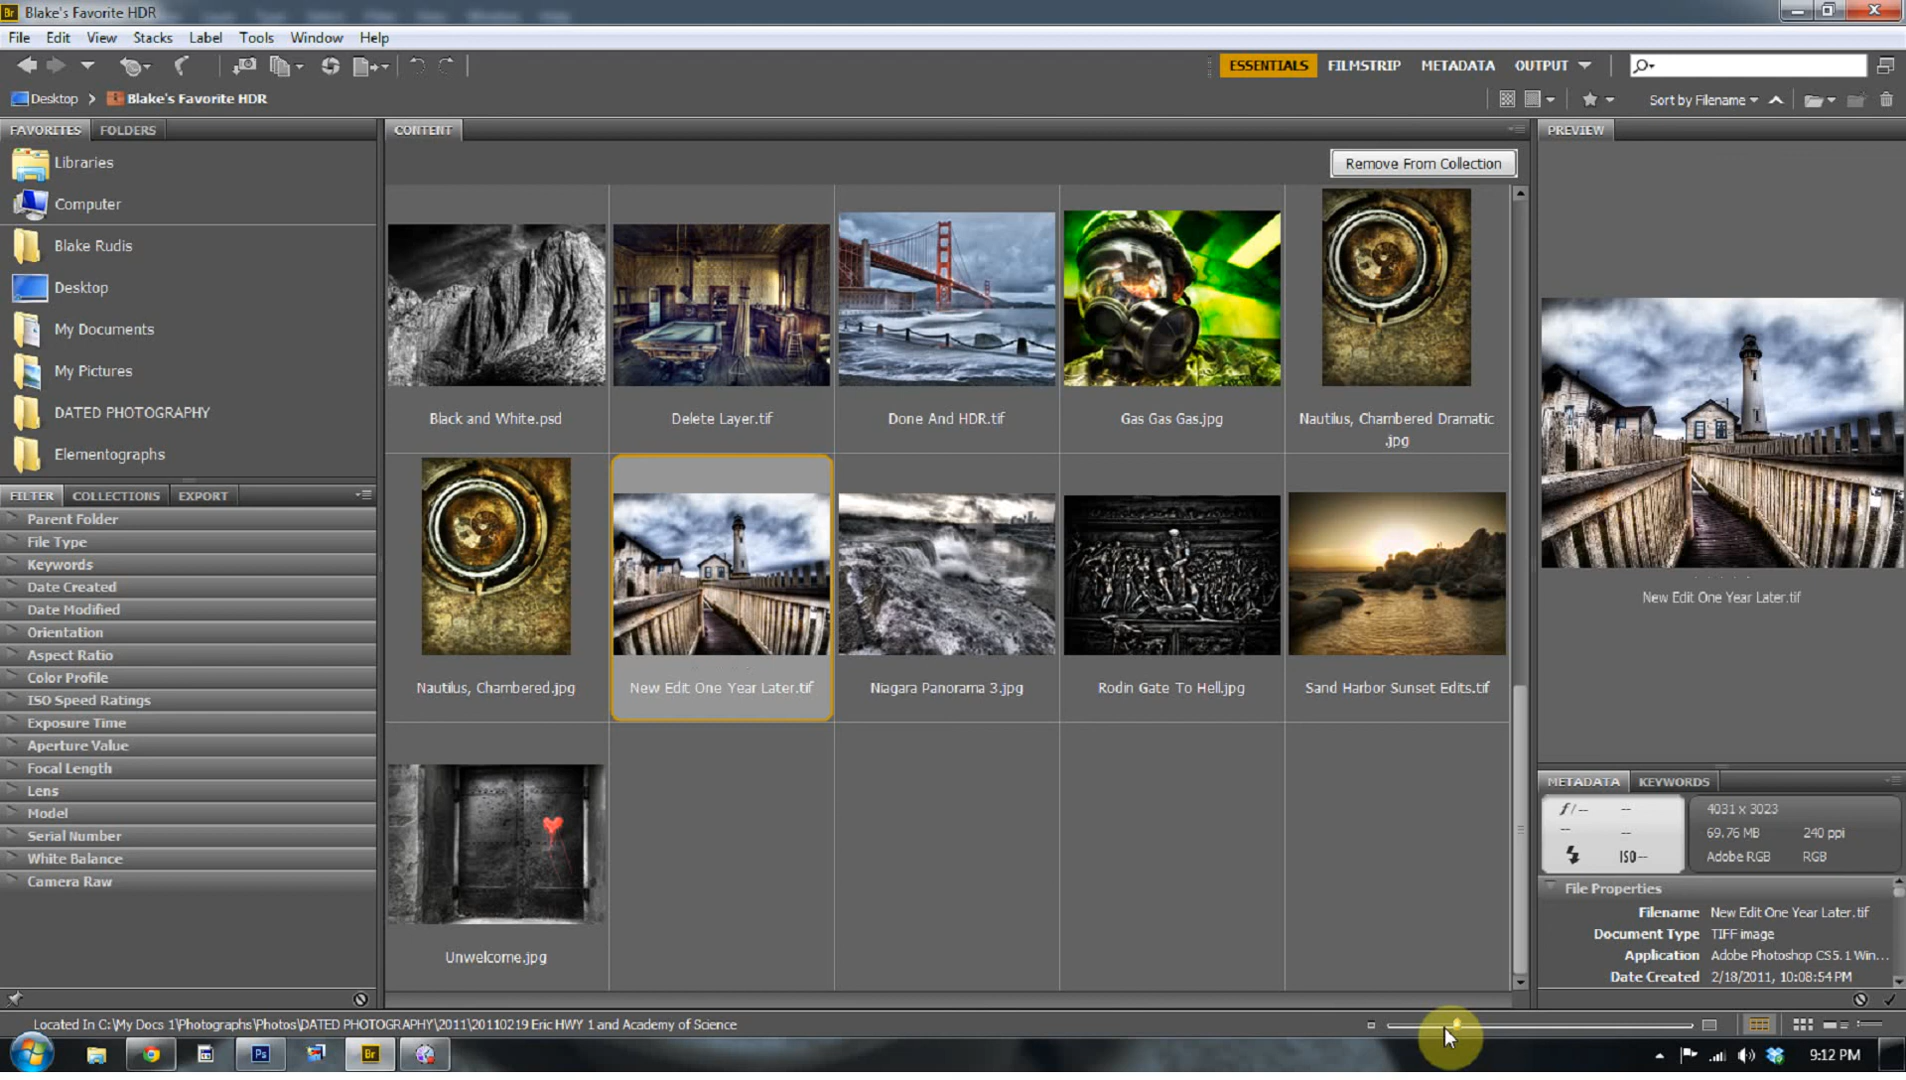 Br Blake's Favorite HDR
File Edit View Stacks Label Tools Window Help
ESSENTIALS FILMSTRIP METADATA OUTPUT
Desktop Blake's Favorite HDR
Sort by Filename
FAVORITES FOLDERS
CONTENT
PREVIEW
Remove From Collection
Libraries
Computer
Blake Rudis
Desktop
My Documents
My Pictures
DATED PHOTOGRAPHY
Elementographs
Black and White.psd
Delete Layer.tif
Done And HDR.tif
Gas Gas Gas.jpg
Nautilus, Chambered Dramatic
.jpg
Nautilus, Chambered.jpg
New Edit One Year Later.tif
Niagara Panorama 3.jpg
Rodin Gate To Hell.jpg
Sand Harbor Sunset Edits.tif
Unwelcome.jpg
New Edit One Year Later.tif
FILTER COLLECTIONS EXPORT
Parent Folder
File Type
Keywords
Date Created
Date Modified
Orientation
Aspect Ratio
Color Profile
ISO Speed Ratings
Exposure Time
Aperture Value
Focal Length
Lens
Model
Serial Number
White Balance
Camera Raw
METADATA KEYWORDS
f/-- --
-- --
ISO--
4031 x 3023
69.76 MB 240 ppi
Adobe RGB RGB
File Properties
Filename New Edit One Year Later.tif
Document Type TIFF image
Application Adobe Photoshop CS5.1 Win...
Date Created 2/18/2011, 10:08:54 PM
Located In C:\My Docs 1\Photographs\Photos\DATED PHOTOGRAPHY\2011\20110219 Eric HWY 1 and Academy of Science
Ps Br
9:12 PM